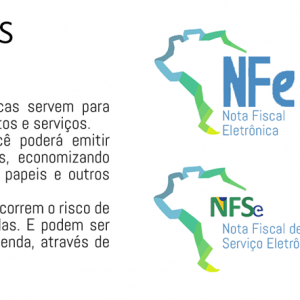 S
cas servem para
tos e serviços.
cê poderá emitir
s, economizando
papeis e outros
correm o risco de
las. E podem ser
enda, através de
NFe
Nota Fiscal
Eletrônica
NFSe
Nota Fiscal de
Serviço Eletrô